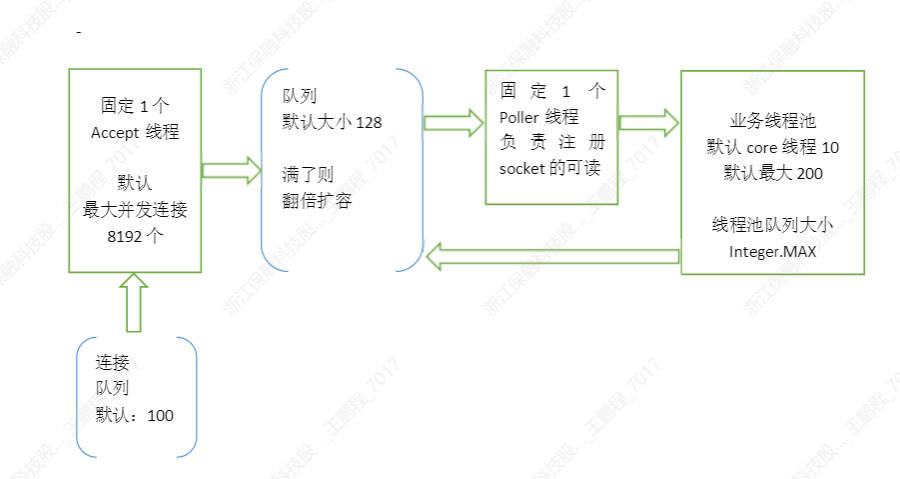 -
固定 1 个
Accept 线程
默认
最大并发连接
8192 个
队列
默认大小 128
满了则
翻倍扩容
固定 1 个
Poller 线程
负责注册
socket 的可读
业务线程池
默认 core 线程 10
默认最大 200
线程池队列大小
Integer.MAX
连接
队列
默认：100
浙江保融科技股..._王鹏程_7017